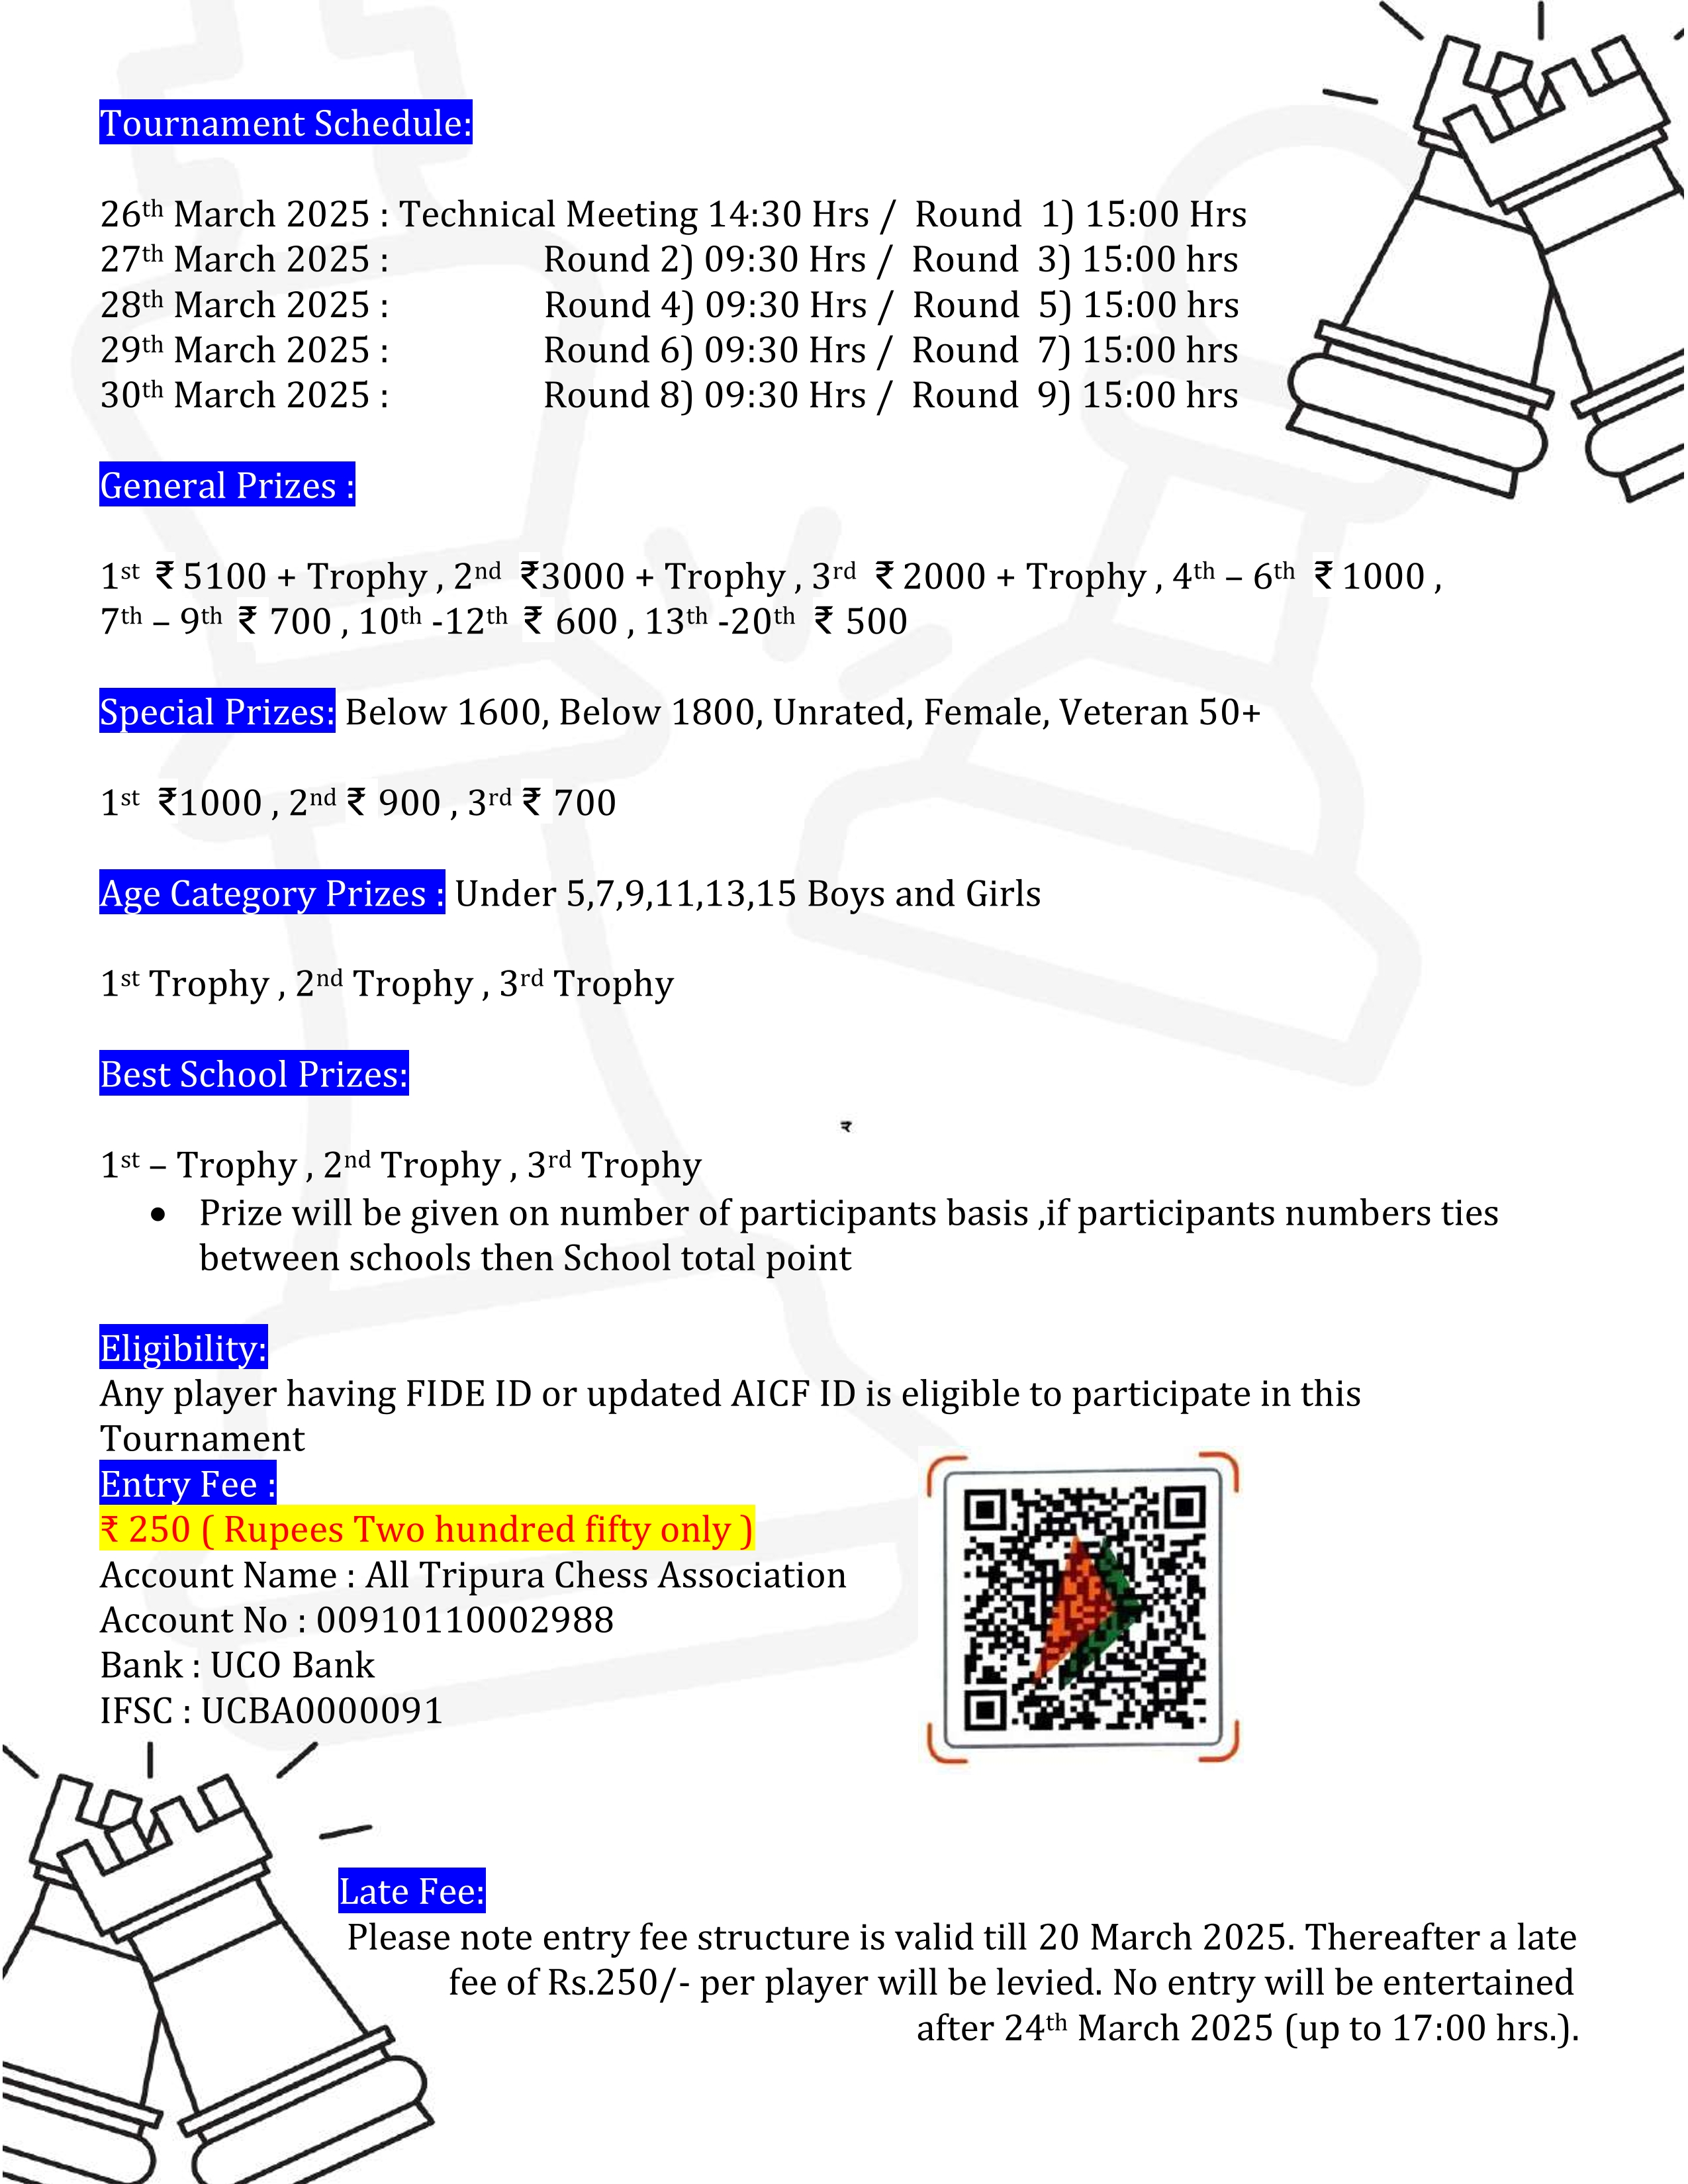 Tournament Schedule:
26th March 2025 : Technical Meeting 14:30 Hrs / Round 1) 15:00 Hrs
27th March 2025 : Round 2) 09:30 Hrs / Round 3) 15:00 hrs
28th March 2025 : Round 4) 09:30 Hrs / Round 5) 15:00 hrs
29th March 2025 : Round 6) 09:30 Hrs / Round 7) 15:00 hrs
30th March 2025 : Round 8) 09:30 Hrs / Round 9) 15:00 hrs
General Prizes :
1st ₹ 5100 + Trophy , 2nd ₹3000 + Trophy , 3rd ₹ 2000 + Trophy , 4th – 6th ₹ 1000 ,
7th – 9th ₹ 700 , 10th -12th ₹ 600 , 13th -20th ₹ 500
Special Prizes: Below 1600, Below 1800, Unrated, Female, Veteran 50+
1st ₹1000 , 2nd ₹ 900 , 3rd ₹ 700
Age Category Prizes : Under 5,7,9,11,13,15 Boys and Girls
1st Trophy , 2nd Trophy , 3rd Trophy
Best School Prizes:
₹
1st – Trophy , 2nd Trophy , 3rd Trophy
• Prize will be given on number of participants basis ,if participants numbers ties
between schools then School total point
Eligibility:
Any player having FIDE ID or updated AICF ID is eligible to participate in this
Tournament
Entry Fee :
₹ 250 ( Rupees Two hundred fifty only )
Account Name : All Tripura Chess Association
Account No : 00910110002988
Bank : UCO Bank
IFSC : UCBA0000091
Late Fee:
Please note entry fee structure is valid till 20 March 2025. Thereafter a late
fee of Rs.250/- per player will be levied. No entry will be entertained
after 24th March 2025 (up to 17:00 hrs.).